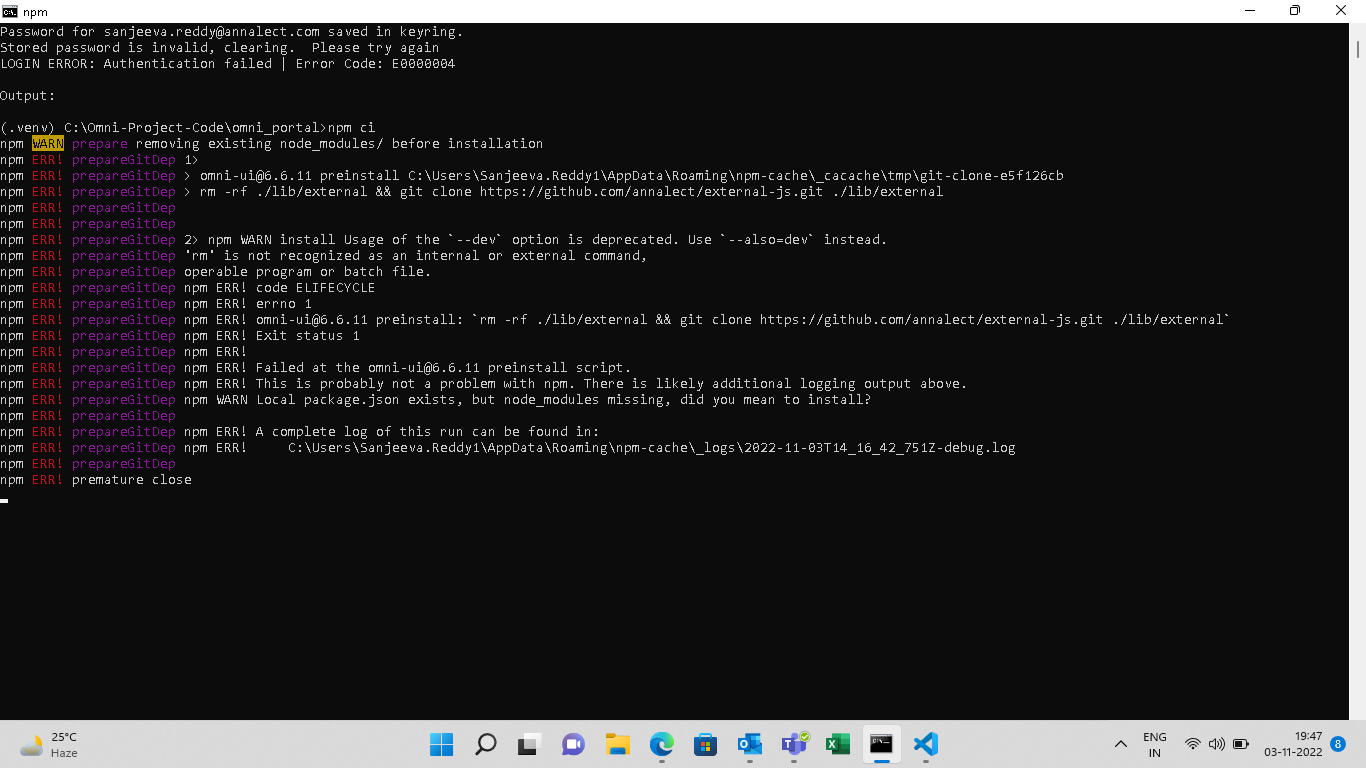 npm
Password for sanjeeva.reddy@annalect.com saved in keyring.
Stored password is invalid, clearing.  Please try again
LOGIN ERROR: Authentication failed | Error Code: E0000004
Output:
(.venv) C:\Omni-Project-Code\omni_portal>npm ci
npm WARN prepare removing existing node_modules/ before installation
npm ERR! prepareGitDep 1>
npm ERR! prepareGitDep > omni-ui@6.6.11 preinstall C:\Users\Sanjeeva.Reddy1\AppData\Roaming\npm-cache\_cacache\tmp\git-clone-e5f126cb
npm ERR! prepareGitDep > rm -rf ./lib/external && git clone https://github.com/annalect/external-js.git ./lib/external
npm ERR! prepareGitDep
npm ERR! prepareGitDep
npm ERR! prepareGitDep 2> npm WARN install Usage of the `--dev` option is deprecated. Use `--also=dev` instead.
npm ERR! prepareGitDep 'rm' is not recognized as an internal or external command,
npm ERR! prepareGitDep operable program or batch file.
npm ERR! prepareGitDep npm ERR! code ELIFECYCLE
npm ERR! prepareGitDep npm ERR! errno 1
npm ERR! prepareGitDep npm ERR! omni-ui@6.6.11 preinstall: `rm -rf ./lib/external && git clone https://github.com/annalect/external-js.git ./lib/external`
npm ERR! prepareGitDep npm ERR! Exit status 1
npm ERR! prepareGitDep npm ERR!
npm ERR! prepareGitDep npm ERR! Failed at the omni-ui@6.6.11 preinstall script.
npm ERR! prepareGitDep npm ERR! This is probably not a problem with npm. There is likely additional logging output above.
npm ERR! prepareGitDep npm WARN Local package.json exists, but node_modules missing, did you mean to install?
npm ERR! prepareGitDep
npm ERR! prepareGitDep npm ERR! A complete log of this run can be found in:
npm ERR! prepareGitDep npm ERR!     C:\Users\Sanjeeva.Reddy1\AppData\Roaming\npm-cache\_logs\2022-11-03T14_16_42_751Z-debug.log
npm ERR! prepareGitDep
npm ERR! premature close
25°C
Haze
ENG
IN
19:47
03-11-2022
8